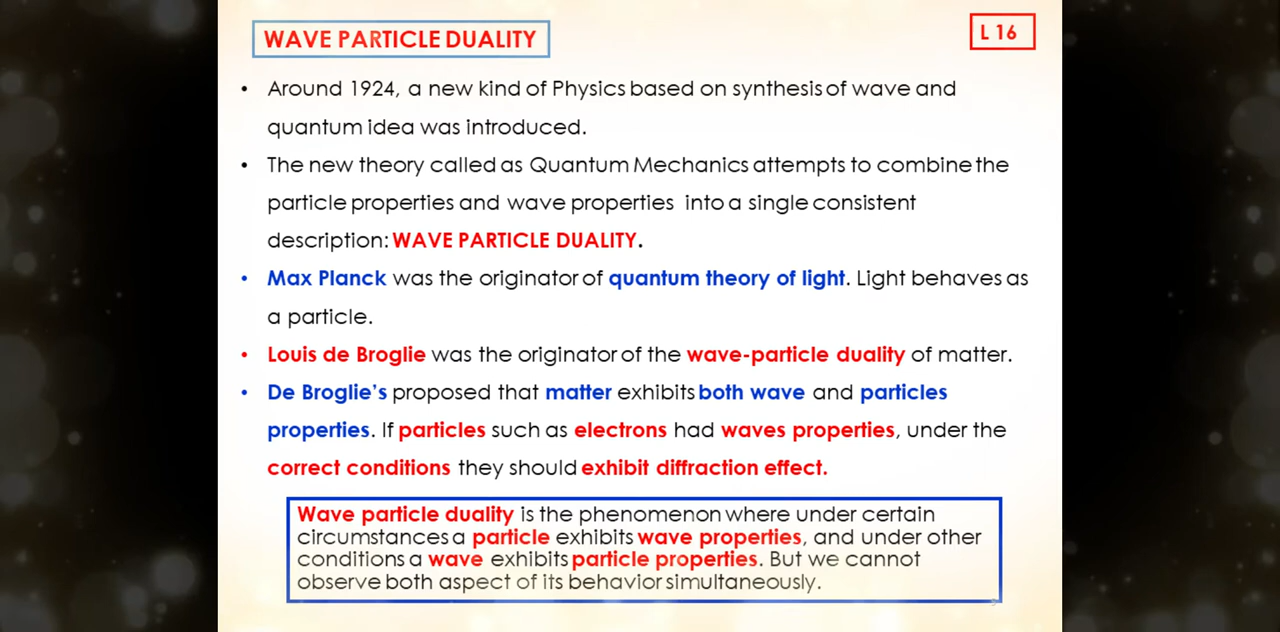 WAVE PARTICLE DUALITY
L 16
• Around 1924, a new kind of Physics based on synthesis of wave and
quantum idea was introduced.
• The new theory called as Quantum Mechanics attempts to combine the
particle properties and wave properties into a single consistent
description: WAVE PARTICLE DUALITY.
• Max Planck was the originator of quantum theory of light. Light behaves as
a particle.
• Louis de Broglie was the originator of the wave-particle duality of matter.
• De Broglie's proposed that matter exhibits both wave and particles
properties. If particles such as electrons had waves properties, under the
correct conditions they should exhibit diffraction effect.
Wave particle duality is the phenomenon where under certain
circumstances a particle exhibits wave properties, and under other
conditions a wave exhibits particle properties. But we cannot
observe both aspect of its behavior simultaneously.